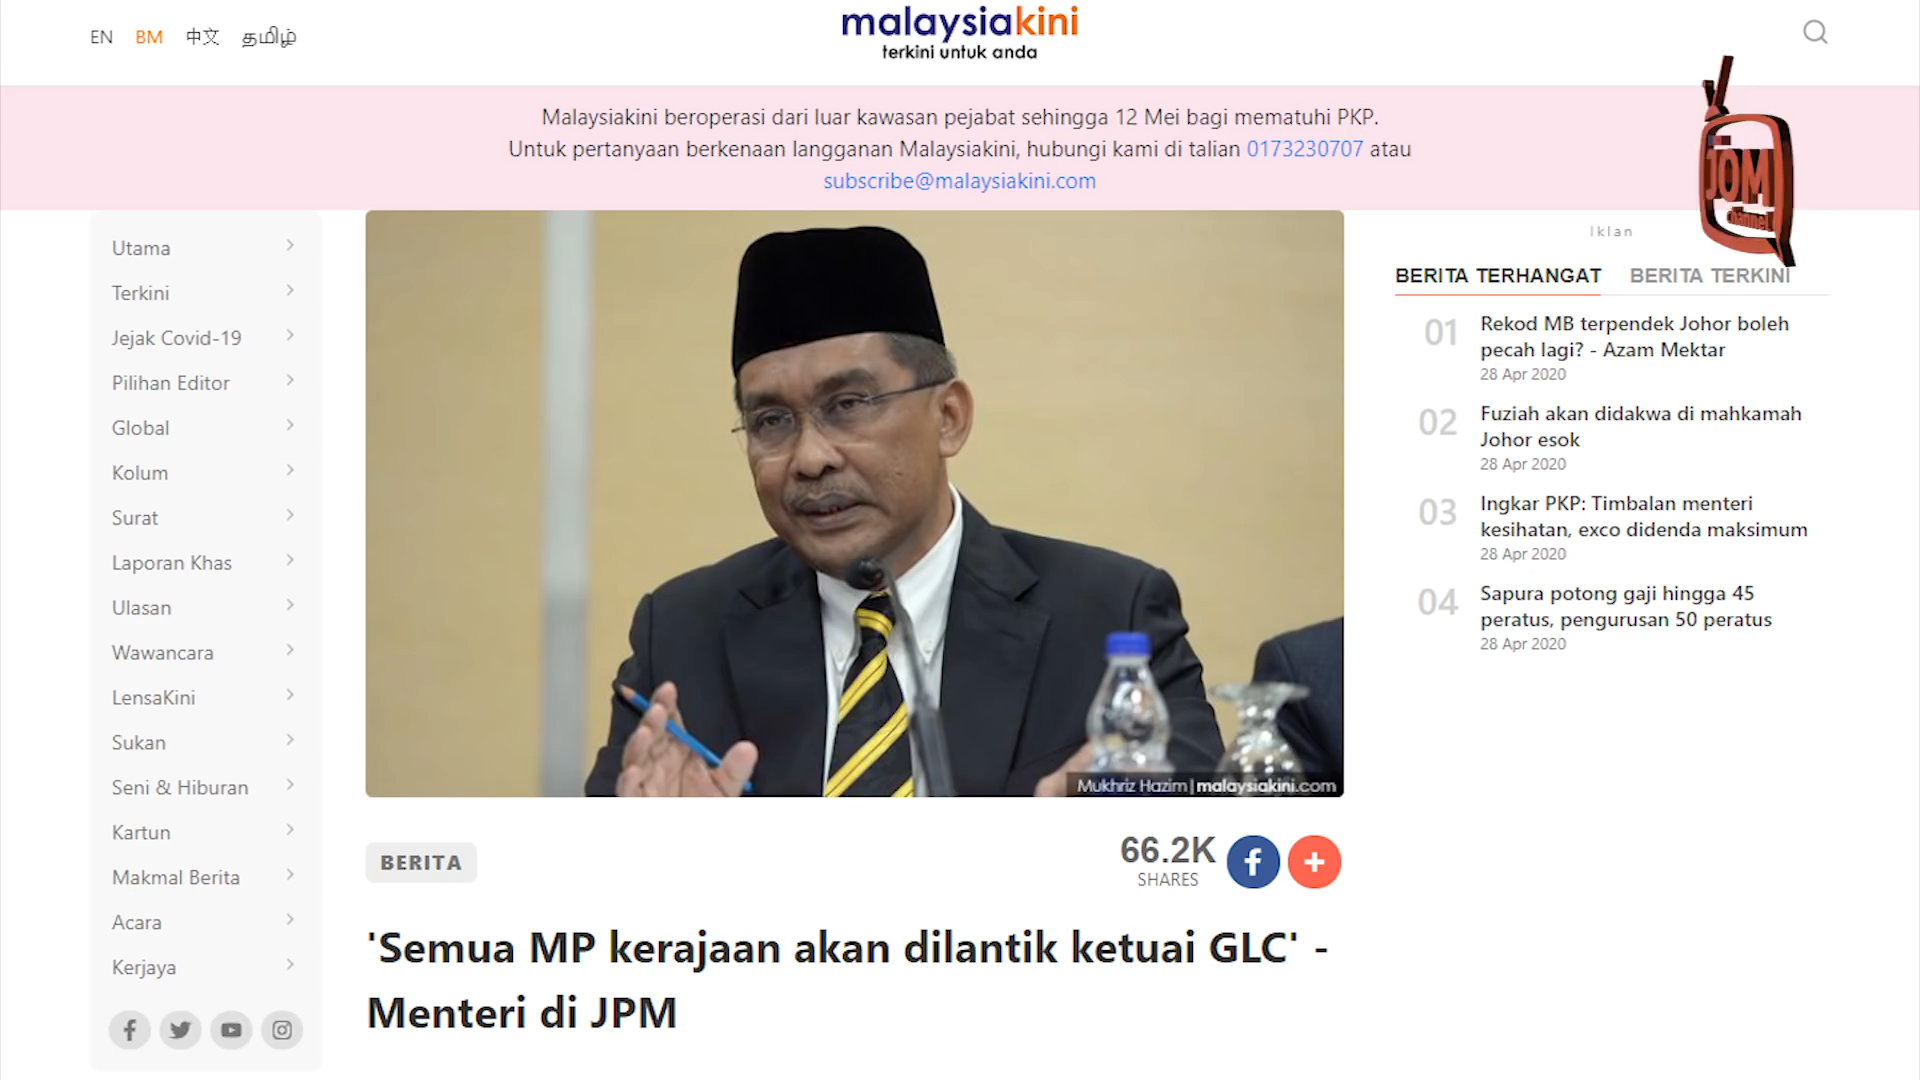 EN BM 中文 தமிழ்
malaysiakini
terkini untuk anda
Malaysiakini beroperasi dari luar kawasan pejabat sehingga 12 Mei bagi mematuhi PKP.
Untuk pertanyaan berkenaan langganan Malaysiakini, hubungi kami di talian 0173230707 atau
subscribe@malaysiakini.com
JOM
channel
Utama
Terkini
Jejak Covid-19
Pilihan Editor
Global
Kolum
Surat
Laporan Khas
Ulasan
Wawancara
LensaKini
Sukan
Seni & Hiburan
Kartun
Makmal Berita
Acara
Kerjaya
Mukhriz Hazim | malaysiakini.com
BERITA
66.2K
SHARES
'Semua MP kerajaan akan dilantik ketuai GLC' -
Menteri di JPM
Iklan
BERITA TERHANGAT BERITA TERKINI
01 Rekod MB terpendek Johor boleh
pecah lagi? - Azam Mektar
28 Apr 2020
02 Fuziah akan didakwa di mahkamah
Johor esok
28 Apr 2020
03 Ingkar PKP: Timbalan menteri
kesihatan, exco didenda maksimum
28 Apr 2020
04 Sapura potong gaji hingga 45
peratus, pengurusan 50 peratus
28 Apr 2020